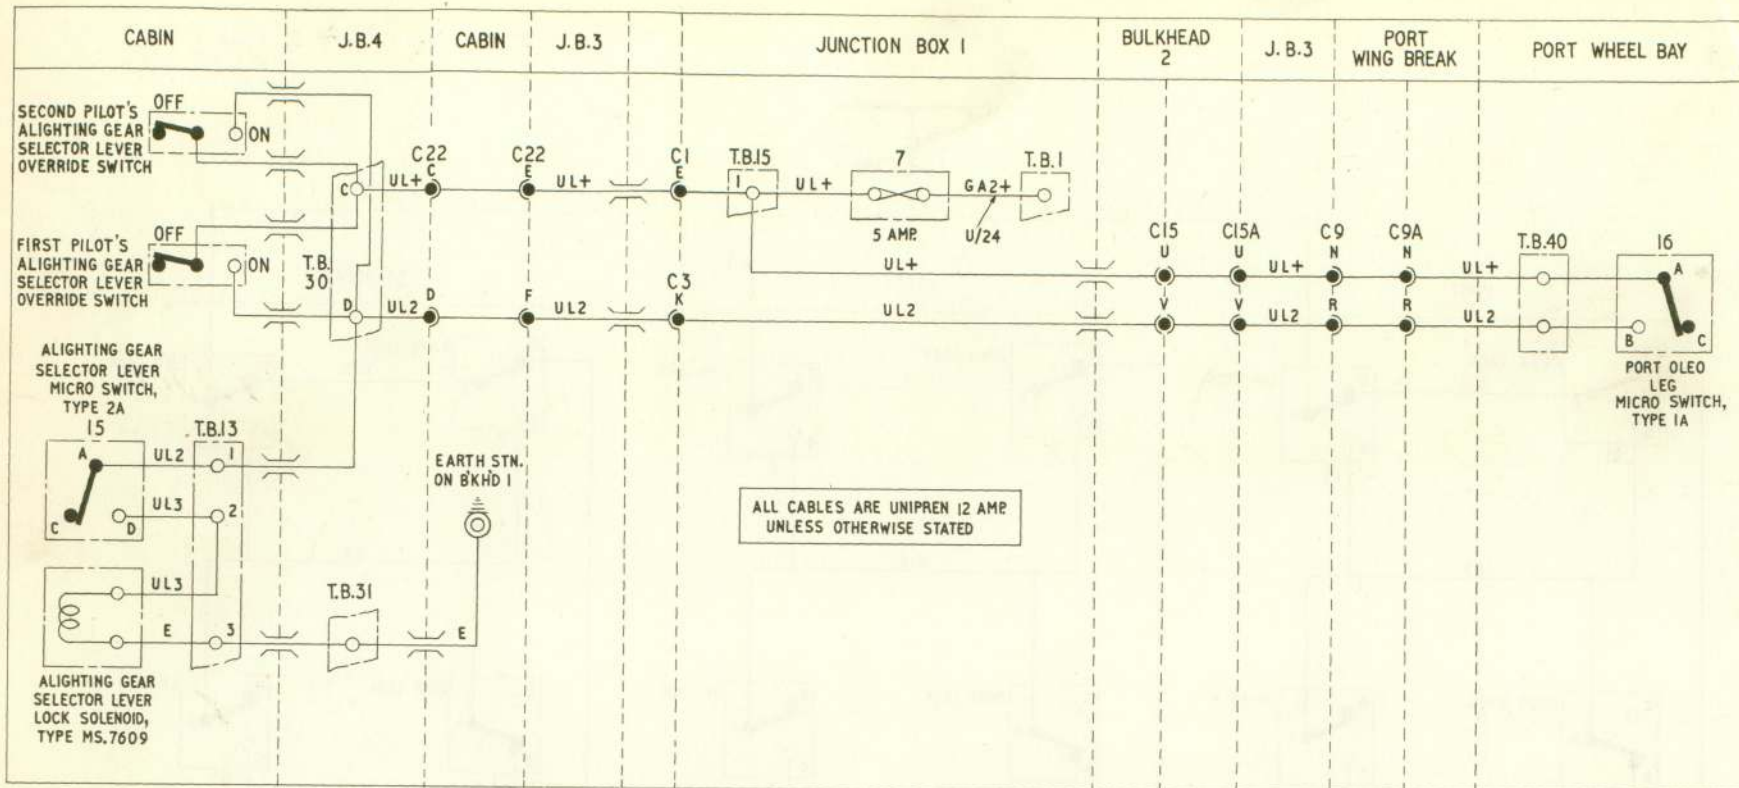 CABIN
J.B.4
CABIN
J.B.3
JUNCTION BOX 1
BULKHEAD
2
J.B.3
PORT
WING BREAK
PORT WHEEL BAY
SECOND PILOT'S
ALIGHTING GEAR
SELECTOR LEVER
OVERRIDE SWITCH
OFF
ON
FIRST PILOT'S
ALIGHTING GEAR
SELECTOR LEVER
OVERRIDE SWITCH
OFF
ON
T.B.
30
C
D
UL+
UL2
C22
C
D
C22
E
F
UL+
UL2
C1
E
C3
K
T.B.15
1
UL+
7
5 AMP.
GA2+
U/24
T.B.1
UL+
UL2
C15
U
V
C15A
U
V
UL+
UL2
C9
N
R
C9A
N
R
UL+
UL2
T.B.40
16
A
B
C
PORT OLEO
LEG
MICRO SWITCH,
TYPE 1A
ALIGHTING GEAR
SELECTOR LEVER
MICRO SWITCH,
TYPE 2A
15
A
C
D
UL2
UL3
T.B.13
1
2
3
UL3
E
T.B.31
E
EARTH STN.
ON B'KHD 1
ALL CABLES ARE UNIPREN 12 AMP.
UNLESS OTHERWISE STATED
ALIGHTING GEAR
SELECTOR LEVER
LOCK SOLENOID,
TYPE MS.7609